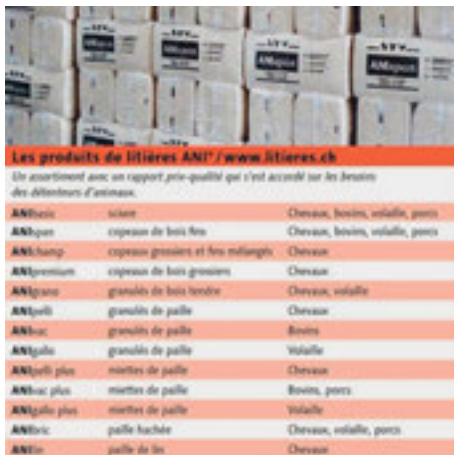 ANIspan
ANIspan
Les produits de litières ANI®/www.litieres.ch
Un assortiment avec un rapport prix-qualité qui s'est accordé sur les besoins
des détenteurs d'animaux.
ANIbasic sciure Chevaux, bovins, volaille, porcs
ANIspan copeaux de bois fins Chevaux, bovins, volaille, porcs
ANIchamp copeaux grossiers et fins mélangés Chevaux
ANIpremium copeaux de bois grossiers Chevaux
ANIgrano granulés de bois tendre Chevaux, volaille
ANIpelli granulés de paille Chevaux
ANIvac granulés de paille Bovins
ANIgallo granulés de paille Volaille
ANIpelli plus miettes de paille Chevaux
ANIvac plus miettes de paille Bovins, porcs
ANIgallo plus miettes de paille Volaille
ANIbric paille hachée Chevaux, volaille, porcs
ANIlin paille de lin Chevaux